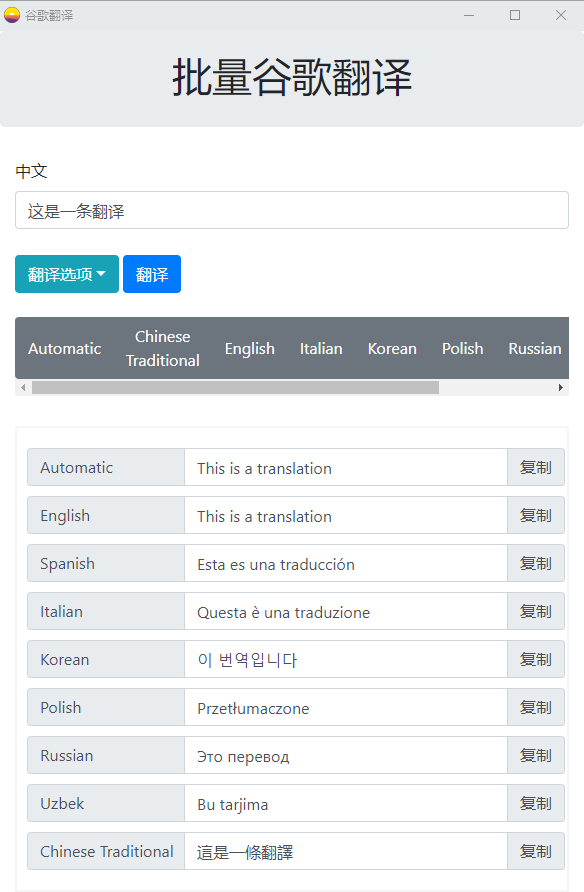 谷歌翻译
批量谷歌翻译
中文
这是一条翻译
翻译选项 翻译
Automatic Chinese Traditional English Italian Korean Polish Russian
Automatic This is a translation 复制
English This is a translation 复制
Spanish Esta es una traducción 复制
Italian Questa è una traduzione 复制
Korean 이 번역입니다 复制
Polish Przetłumaczone 复制
Russian Это перевод 复制
Uzbek Bu tarjima 复制
Chinese Traditional 這是一條翻譯 复制